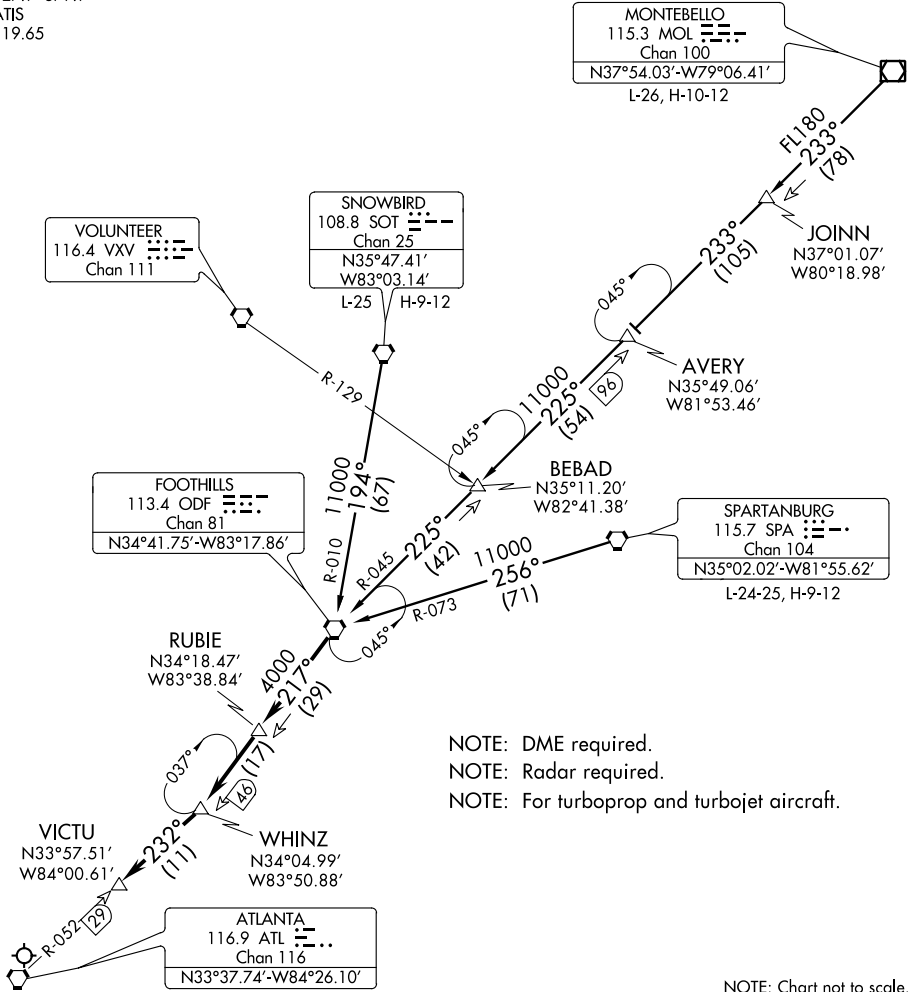 ATIS
19.65
MONTEBELLO
115.3 MOL
Chan 100
N37°54.03′-W79°06.41′
L-26, H-10-12
FL180
233°
(78)
JOINN
N37°01.07′
W80°18.98′
SNOWBIRD
108.8 SOT
Chan 25
N35°47.41′
W83°03.14′
L-25 H-9-12
VOLUNTEER
116.4 VXV
Chan 111
233°
(105)
045°
AVERY
N35°49.06′
W81°53.46′
R-129
96
11000
225°
(54)
045°
BEBAD
N35°11.20′
W82°41.38′
11000
194°
(67)
R-010
FOOTHILLS
113.4 ODF
Chan 81
N34°41.75′-W83°17.86′
R-045
225°
(42)
SPARTANBURG
115.7 SPA
Chan 104
N35°02.02′-W81°55.62′
L-24-25, H-9-12
11000
256°
(71)
R-073
045°
RUBIE
N34°18.47′
W83°38.84′
4000
217°
(29)
NOTE: DME required.
NOTE: Radar required.
NOTE: For turboprop and turbojet aircraft.
037°
(17)
46
VICTU
N33°57.51′
W84°00.61′
232°
(11)
WHINZ
N34°04.99′
W83°50.88′
R-052
29
ATLANTA
116.9 ATL
Chan 116
N33°37.74′-W84°26.10′
NOTE: Chart not to scale.